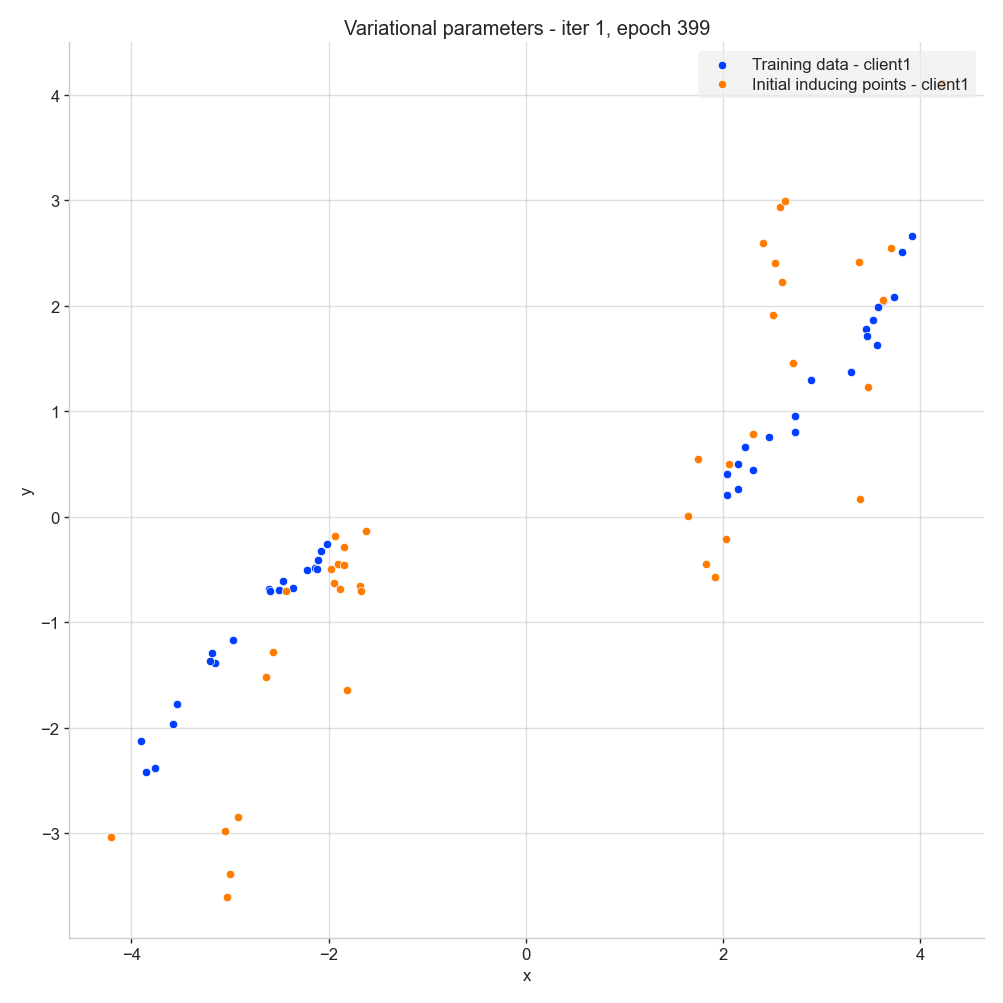 Variational parameters - iter 1, epoch 399
Training data - client1
Initial inducing points - client1
4
3
2
1
0
−1
−2
−3
y
−4
−2
0
2
4
x